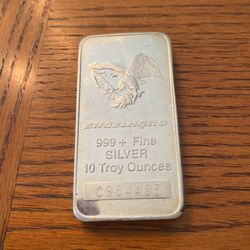 ENGELHARD
999 + Fine
SILVER
10 Troy Ounces